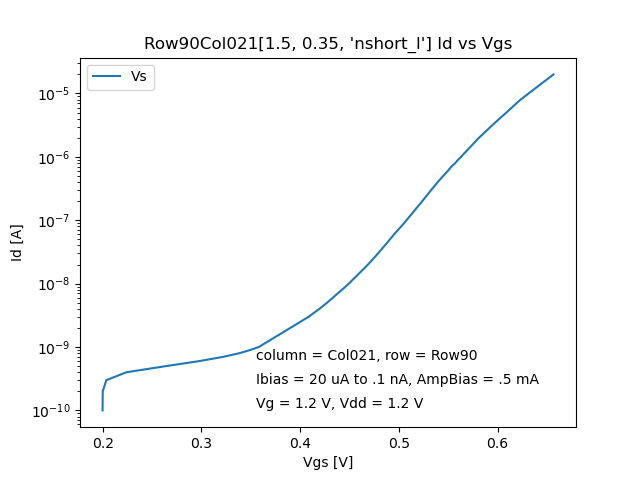 Row90Col021[1.5, 0.35, 'nshort_l'] Id vs Vgs
Vs
Id [A]
10⁻⁵
10⁻⁶
10⁻⁷
10⁻⁸
10⁻⁹
10⁻¹⁰
column = Col021, row = Row90
Ibias = 20 uA to .1 nA, AmpBias = .5 mA
Vg = 1.2 V, Vdd = 1.2 V
0.2 0.3 0.4 0.5 0.6
Vgs [V]